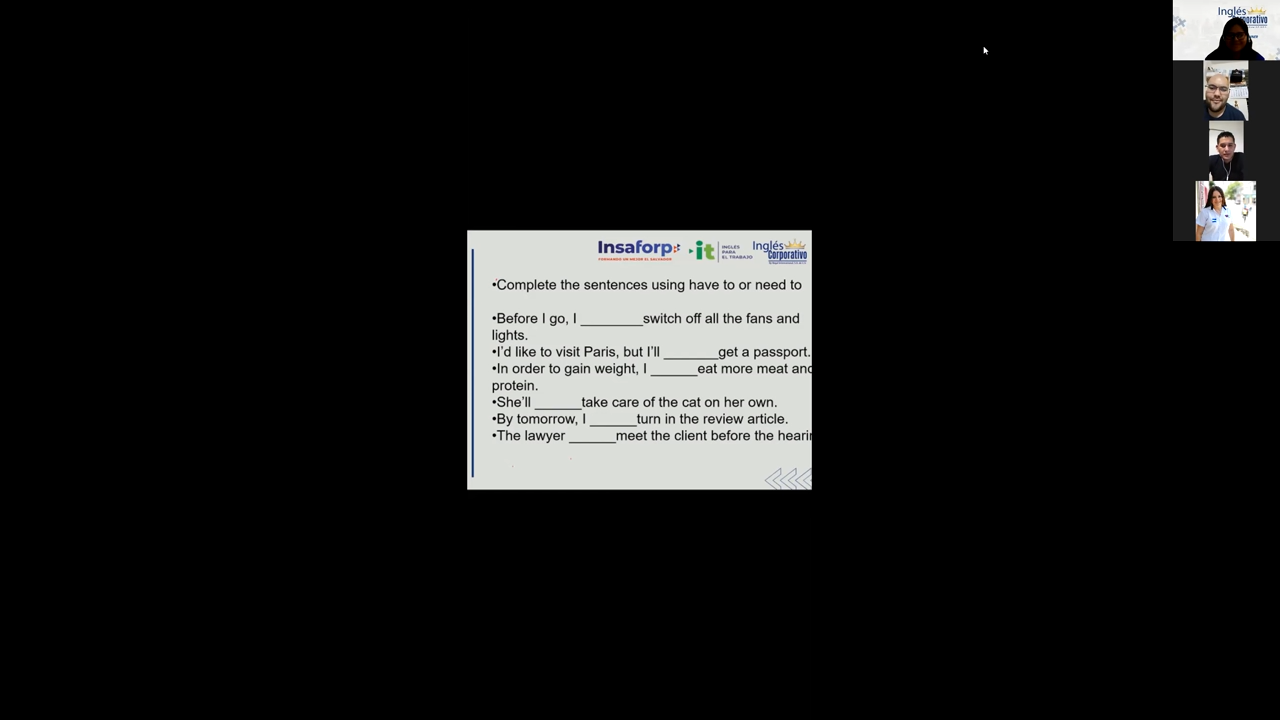 Inglés
Corporativo
Insaforp
FORMANDO UN MEJOR EL SALVADOR
it
INGLÉS
PARA
EL TRABAJO
Inglés
Corporativo
•Complete the sentences using have to or need to
•Before I go, I ________switch off all the fans and
lights.
•I’d like to visit Paris, but I’ll _______get a passport.
•In order to gain weight, I ______eat more meat and
protein.
•She’ll ______take care of the cat on her own.
•By tomorrow, I ______turn in the review article.
•The lawyer ______meet the client before the hearin